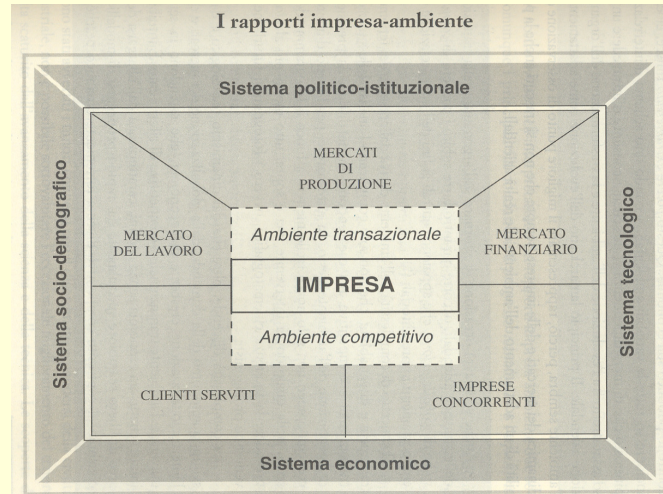 I rapporti impresa-ambiente
Sistema politico-istituzionale
Sistema socio-demografico
MERCATI
DI
PRODUZIONE
MERCATO
DEL LAVORO
Ambiente transazionale
MERCATO
FINANZIARIO
IMPRESA
Ambiente competitivo
CLIENTI SERVITI
!MPRESE
CONCORRENTI
Sistema tecnologico
Sistema economico